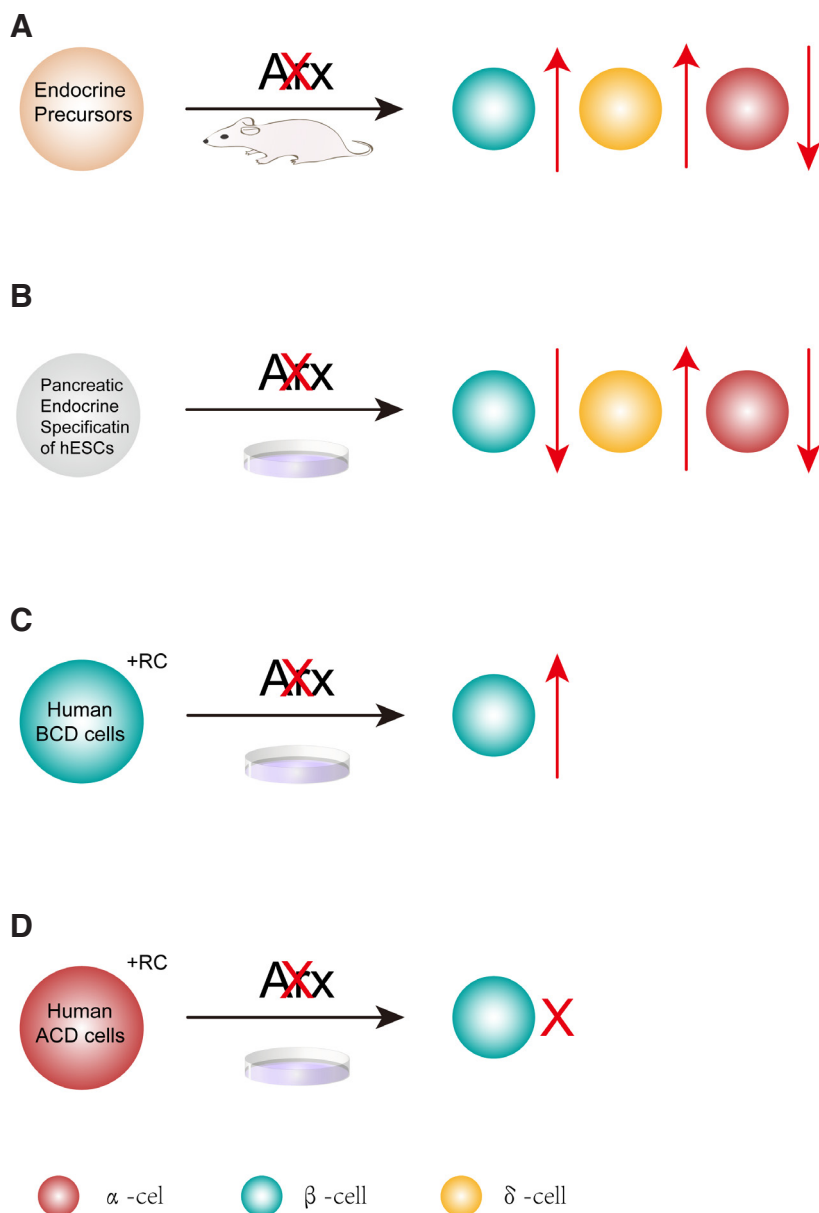 A
Endocrine
Precursors
Arx
B
Pancreatic
Endocrine
Specificatin
of hESCs
Arx
C
+RC
Human
BCD cells
Arx
D
+RC
Human
ACD cells
Arx
X
α -cel
β -cell
δ -cell